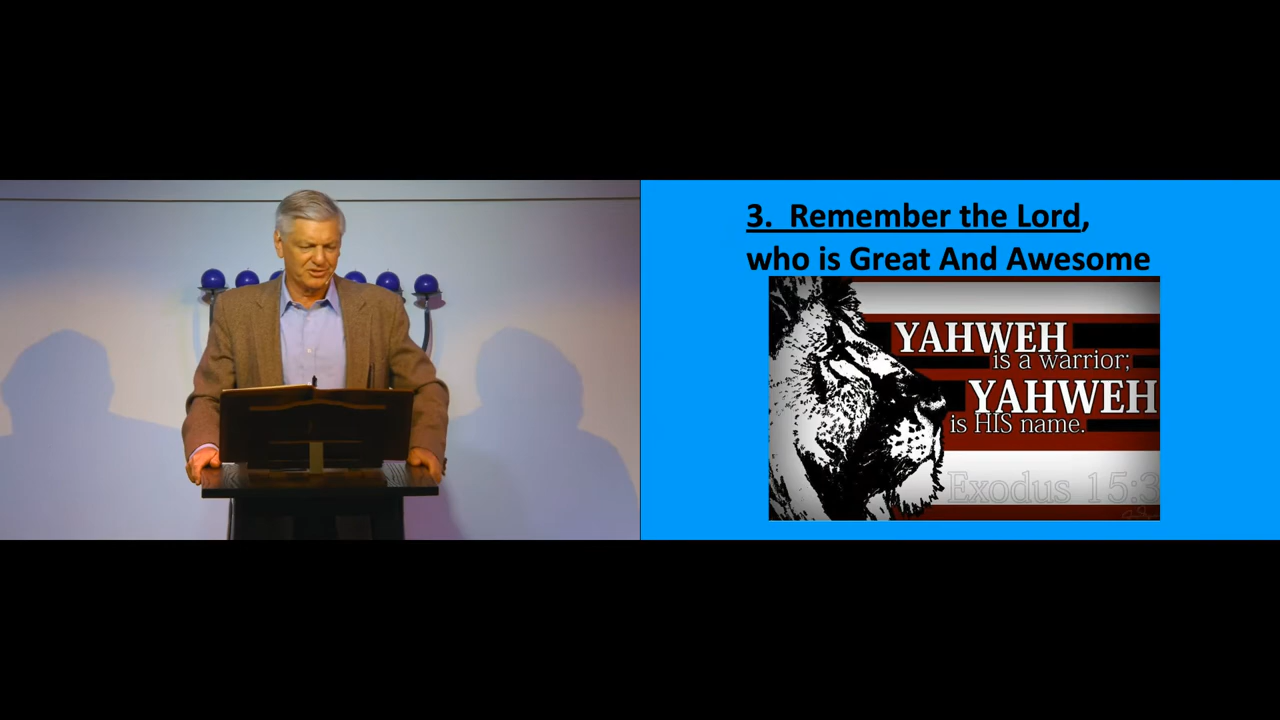 3. Remember the Lord,
who is Great And Awesome
YAHWEH
is a warrior;
YAHWEH
is HIS name.
Exodus 15:3